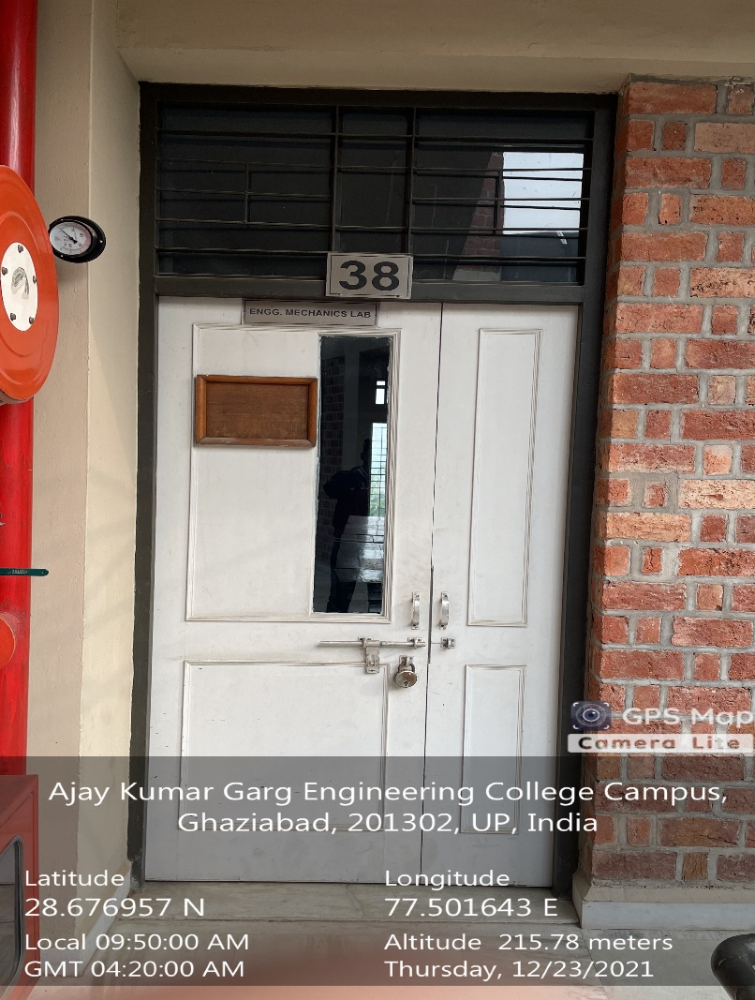 38
ENGG. MECHANICS LAB
GPS Map
Camera Lite
Ajay Kumar Garg Engineering College Campus,
Ghaziabad, 201302, UP, India
Latitude
28.676957 N
Longitude
77.501643 E
Local 09:50:00 AM
GMT 04:20:00 AM
Altitude 215.78 meters
Thursday, 12/23/2021